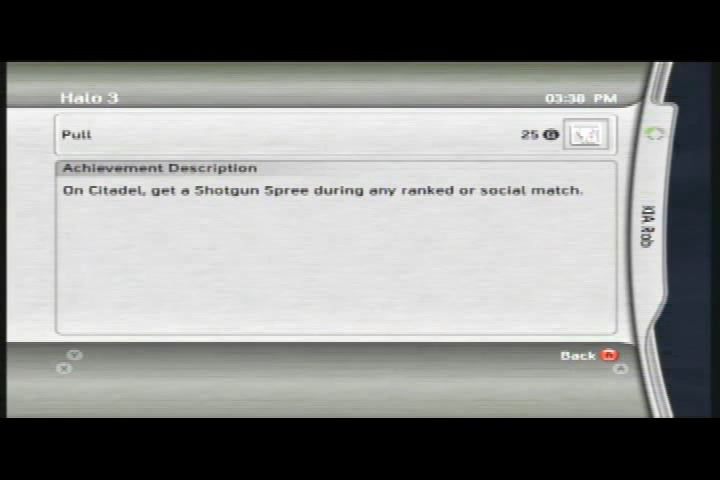 Halo 3
03:30 PM
Pull
25 G
Achievement Description
On Citadel, get a Shotgun Spree during any ranked or social match.
KIA Rob
Y
X
Back B
A